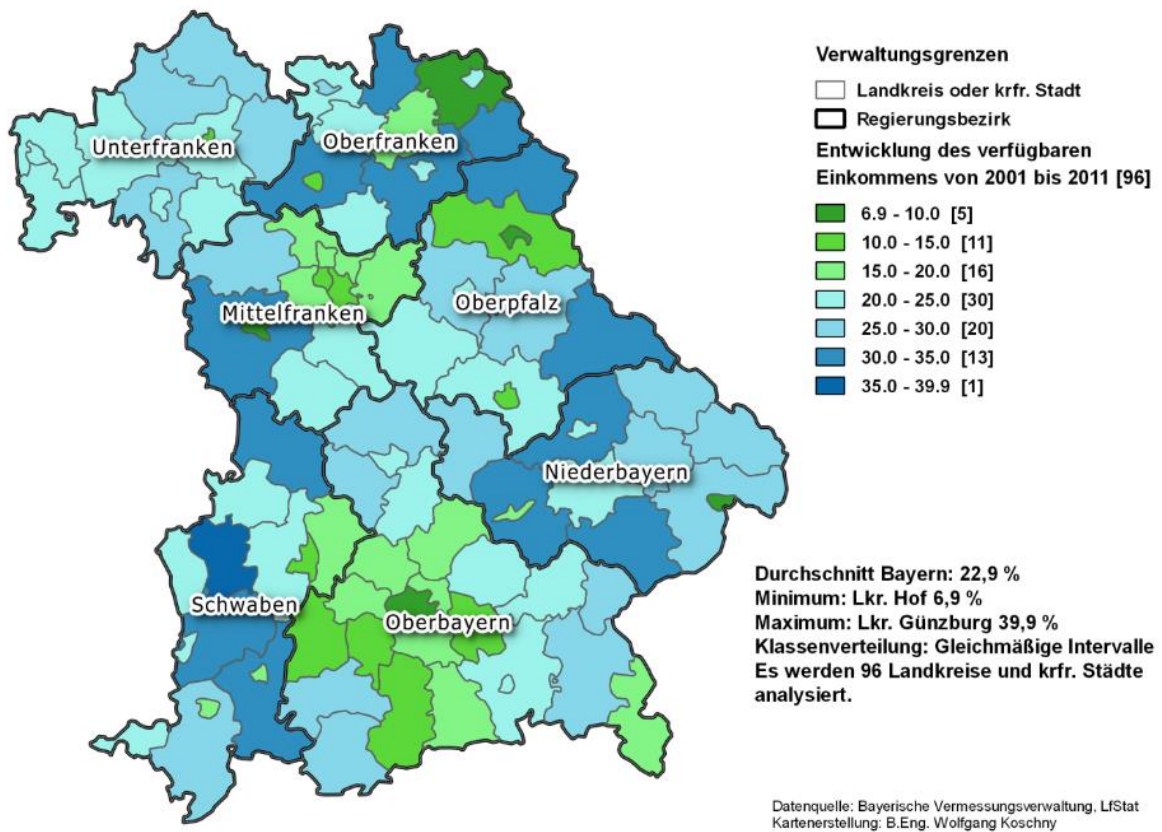 Unterfranken
Oberfranken
Mittelfranken
Oberpfalz
Niederbayern
Schwaben
Oberbayern
Verwaltungsgrenzen
Landkreis oder krfr. Stadt
Regierungsbezirk
Entwicklung des verfügbaren
Einkommens von 2001 bis 2011 [96]
6.9 - 10.0 [5]
10.0 - 15.0 [11]
15.0 - 20.0 [16]
20.0 - 25.0 [30]
25.0 - 30.0 [20]
30.0 - 35.0 [13]
35.0 - 39.9 [1]
Durchschnitt Bayern: 22,9 %
Minimum: Lkr. Hof 6,9 %
Maximum: Lkr. Günzburg 39,9 %
Klassenverteilung: Gleichmäßige Intervalle
Es werden 96 Landkreise und krfr. Städte
analysiert.
Datenquelle: Bayerische Vermessungsverwaltung, LfStat
Kartenerstellung: B.Eng. Wolfgang Koschny